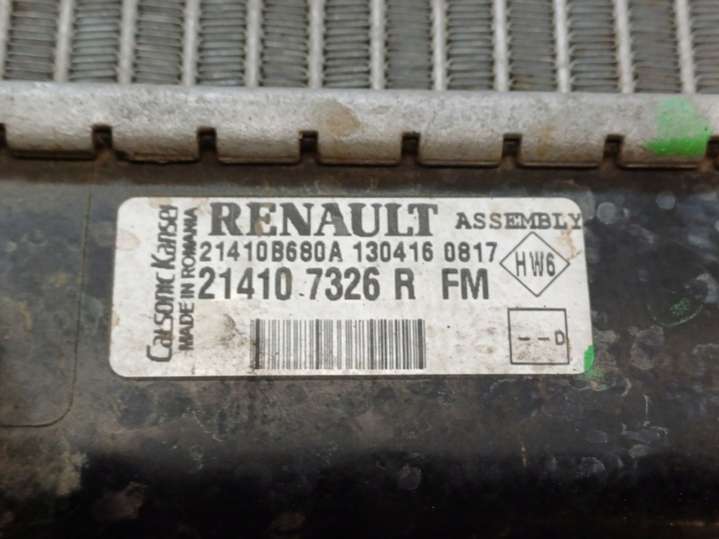 Calsonic Kansei
MADE IN ROMANIA
RENAULT ASSEMBLY
21410B680A 130416 0817
21410 7326 R FM
HW6
--D